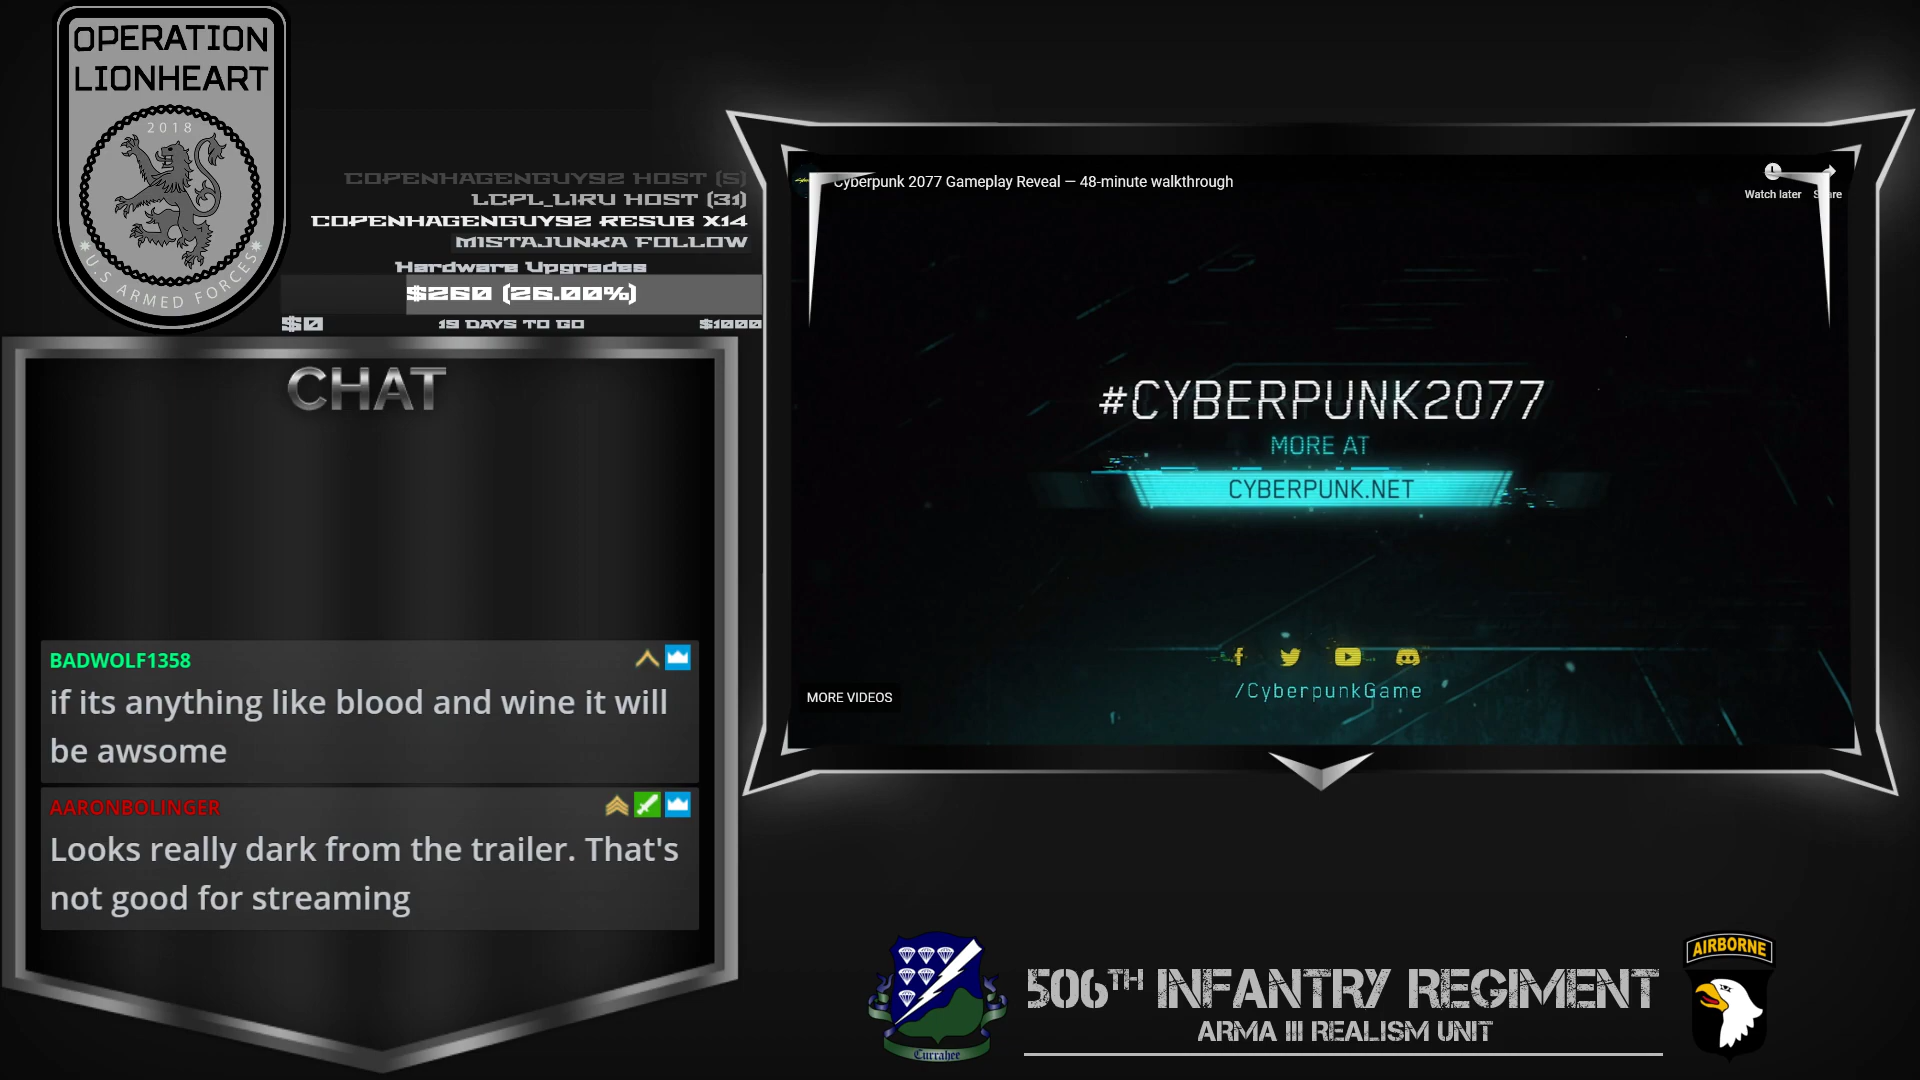 OPERATION
LIONHEART
2018
U.S ARMED FORCES
COPENHAGENGUY92 HOST (5)
LCPL_LIRU HOST (31)
COPENHAGENGUY92 RESUB X14
MISTAJUNKA FOLLOW
Hardware Upgrades
$260 (26.00%)
$0 19 DAYS TO GO $1000
CHAT
BADWOLF1358
if its anything like blood and wine it will
be awsome
AARONBOLINGER
Looks really dark from the trailer. That's
not good for streaming
Cyberpunk 2077 Gameplay Reveal — 48-minute walkthrough
Watch later Share
#CYBERPUNK2077
MORE AT
CYBERPUNK.NET
/CyberpunkGame
MORE VIDEOS
Currahee
506TH INFANTRY REGIMENT
ARMA III REALISM UNIT
AIRBORNE